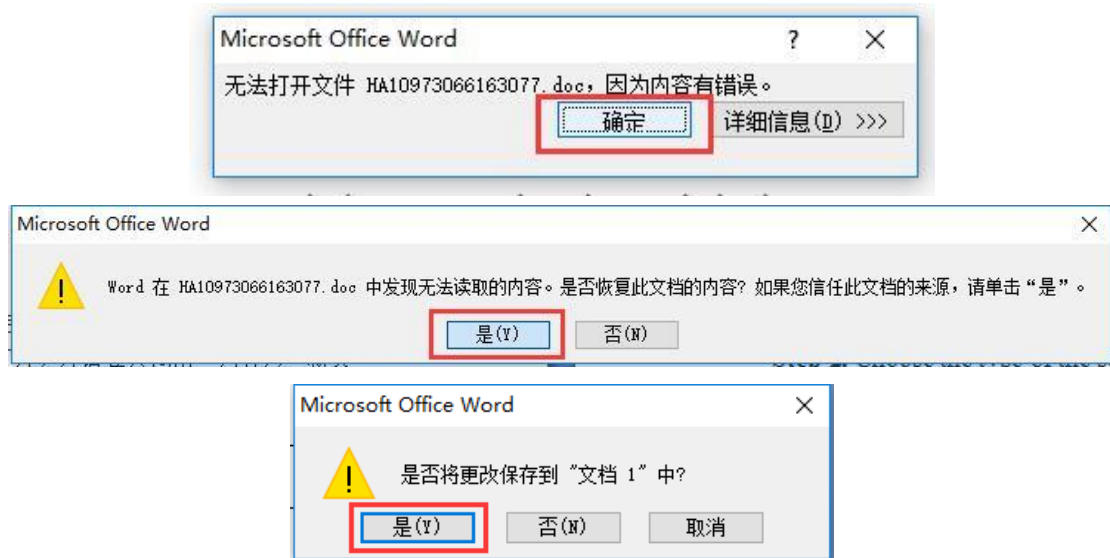 Microsoft Office Word
无法打开文件 HA10973066163077.doc，因为内容有错误。
确定 详细信息(D) >>>
Microsoft Office Word
Word 在 HA10973066163077.doc 中发现无法读取的内容。是否恢复此文档的内容? 如果您信任此文档的来源，请单击“是”。
是(Y) 否(N)
Microsoft Office Word
是否将更改保存到 "文档 1" 中?
是(Y) 否(N) 取消